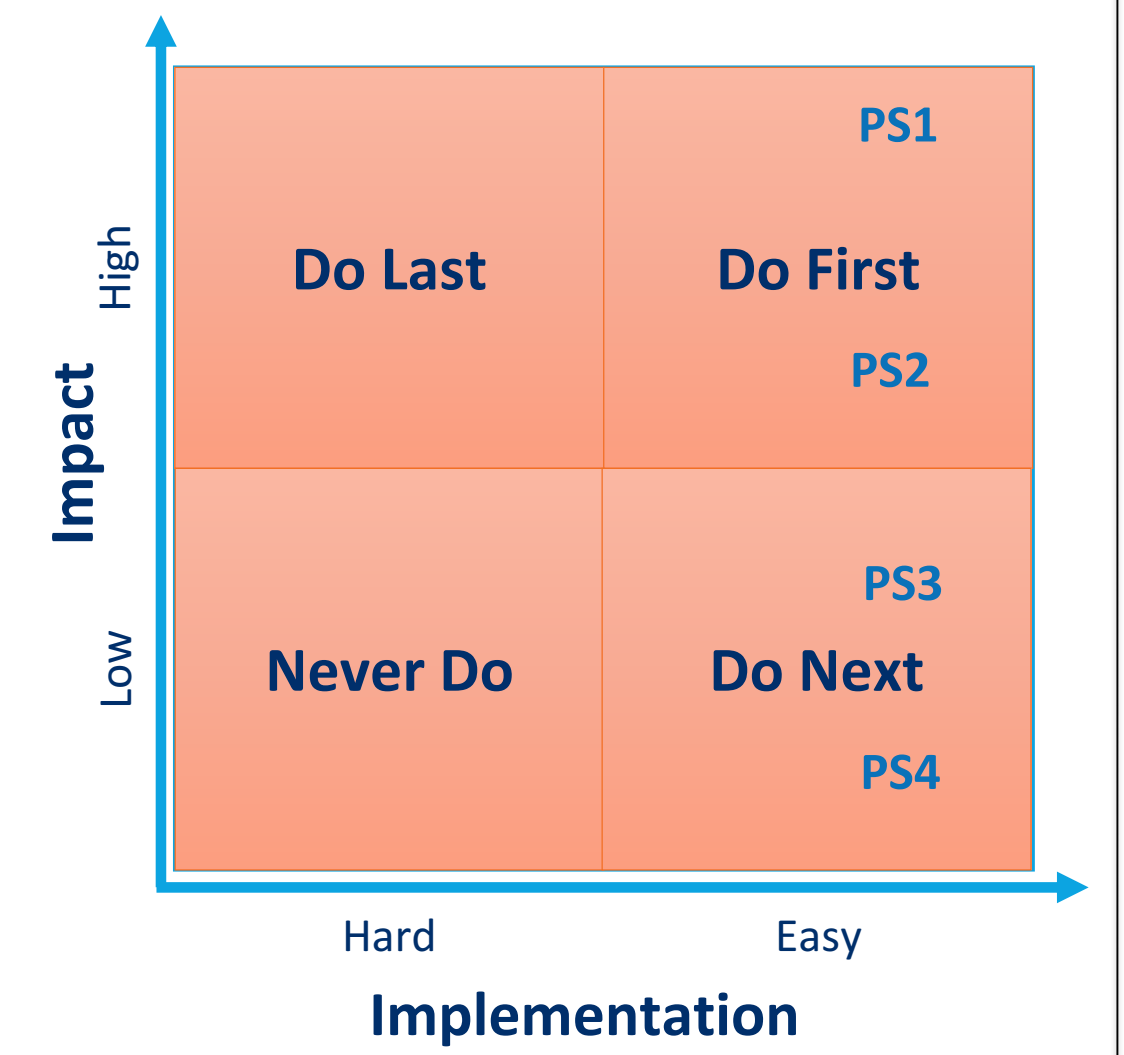 PS1
High
Do Last
Do First
PS2
Impact
PS3
Low
Never Do
Do Next
PS4
Hard
Easy
Implementation